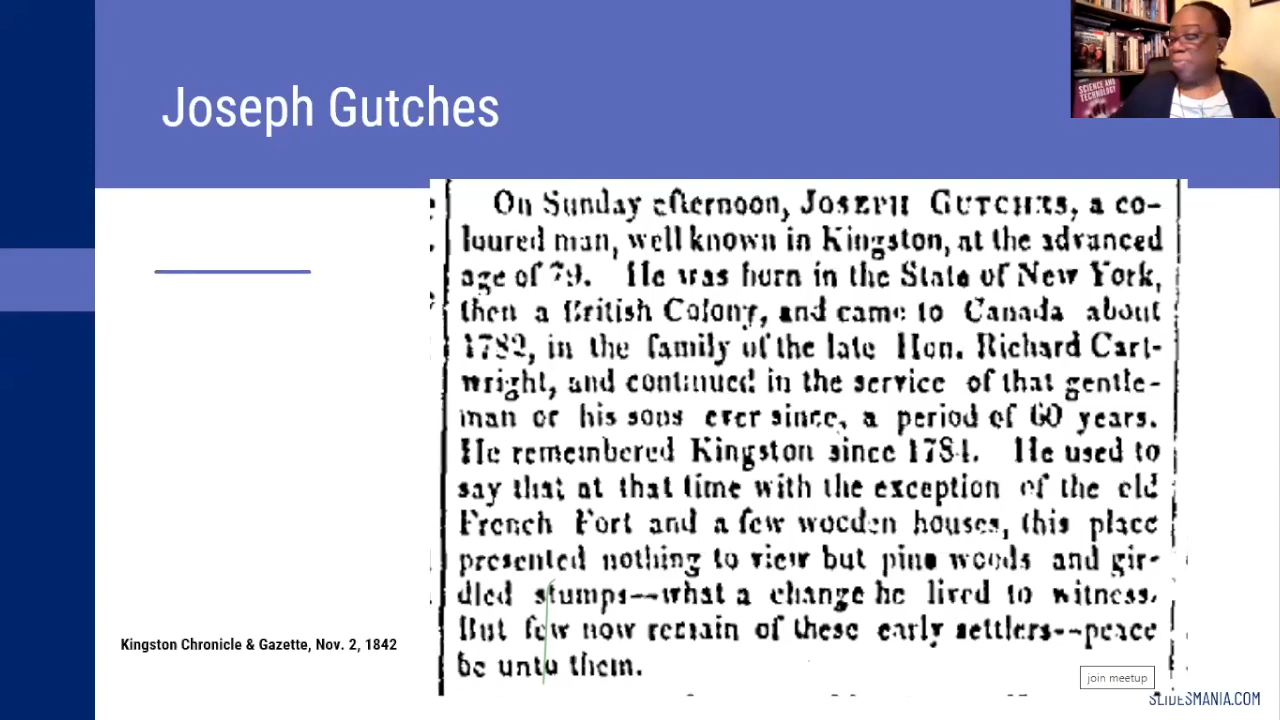 Joseph Gutches
SCIENCE AND
TECHNOLOGY
On Sunday afternoon, JOSEPH GUTCHES, a co-
loured man, well known in Kingston, at the advanced
age of 79. He was born in the State of New York,
then a British Colony, and came to Canada about
1782, in the family of the late Hon. Richard Cart-
wright, and continued in the service of that gentle-
man or his sons ever since, a period of 60 years.
He remembered Kingston since 1784. He used to
say that at that time with the exception of the old
French Fort and a few wooden houses, this place
presented nothing to view but pine woods and gir-
dled stumps--what a change he lived to witness.
But few now remain of these early settlers--peace
be unto them.
Kingston Chronicle & Gazette, Nov. 2, 1842
join meetup
SLIDESMANIA.COM